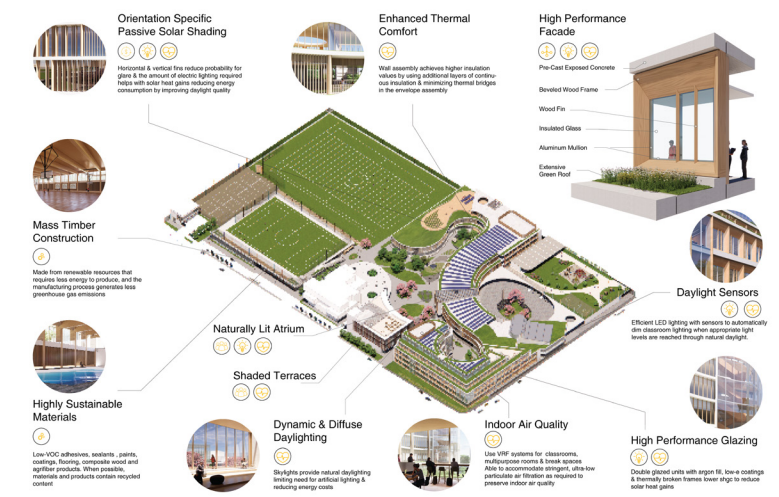 Orientation Specific
Passive Solar Shading
Horizontal & vertical fins reduce probability for
glare & the amount of electric lighting required
helps with solar heat gains reducing energy
consumption by improving daylight quality
Enhanced Thermal
Comfort
Wall assembly achieves higher insulation
values by using additional layers of continu-
ous insulation & minimizing thermal bridges
in the envelope assembly
High Performance
Facade
Pre-Cast Exposed Concrete
Beveled Wood Frame
Wood Fin
Insulated Glass
Aluminum Mullion
Extensive
Green Roof
Mass Timber
Construction
Made from renewable resources that
requires less energy to produce, and the
manufacturing process generates less
greenhouse gas emissions
Daylight Sensors
Efficient LED lighting with sensors to automatically
dim classroom lighting when appropriate light
levels are reached through natural daylight.
Naturally Lit Atrium
Shaded Terraces
Highly Sustainable
Materials
Low-VOC adhesives, sealants , paints,
coatings, flooring, composite wood and
agrifiber products. When possible,
materials and products contain recycled
content
Dynamic & Diffuse
Daylighting
Skylights provide natural daylighting
limiting need for artificial lighting &
reducing energy costs
Indoor Air Quality
Use VRF systems for classrooms,
multipurpose rooms & break spaces
Able to accommodate stringent, ultra-low
particulate air filtration as required to
preserve indoor air quality
High Performance Glazing
Double glazed units with argon fill, low-e coatings
& thermally broken frames lower shgc to reduce
solar heat gains